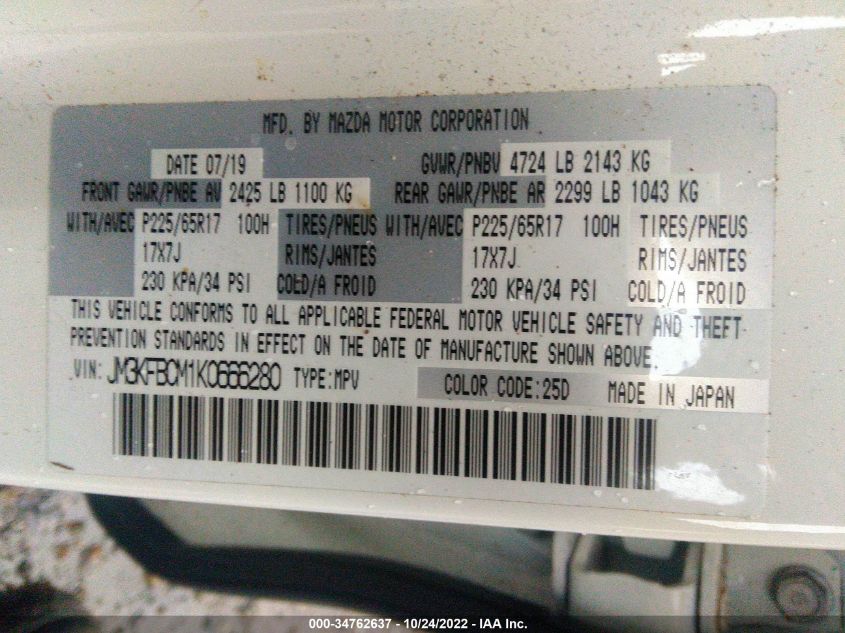 MFD. BY MAZDA MOTOR CORPORATION
DATE 07/19 GVWR/PNBV 4724 LB 2143 KG
FRONT GAWR/PNBE AV 2425 LB 1100 KG REAR GAWR/PNBE AR 2299 LB 1043 KG
WITH/AVEC P225/65R17 100H TIRES/PNEUS WITH/AVEC P225/65R17 100H TIRES/PNEUS
17X7J RIMS/JANTES 17X7J RIMS/JANTES
230 KPA/34 PSI COLD/A FROID 230 KPA/34 PSI COLD/A FROID
THIS VEHICLE CONFORMS TO ALL APPLICABLE FEDERAL MOTOR VEHICLE SAFETY AND THEFT
PREVENTION STANDARDS IN EFFECT ON THE DATE OF MANUFACTURE SHOWN ABOVE.
VIN: JM3KFBCM1K0666280 TYPE:MPV COLOR CODE:25D MADE IN JAPAN
000-34762637 - 10/24/2022 - IAA Inc.